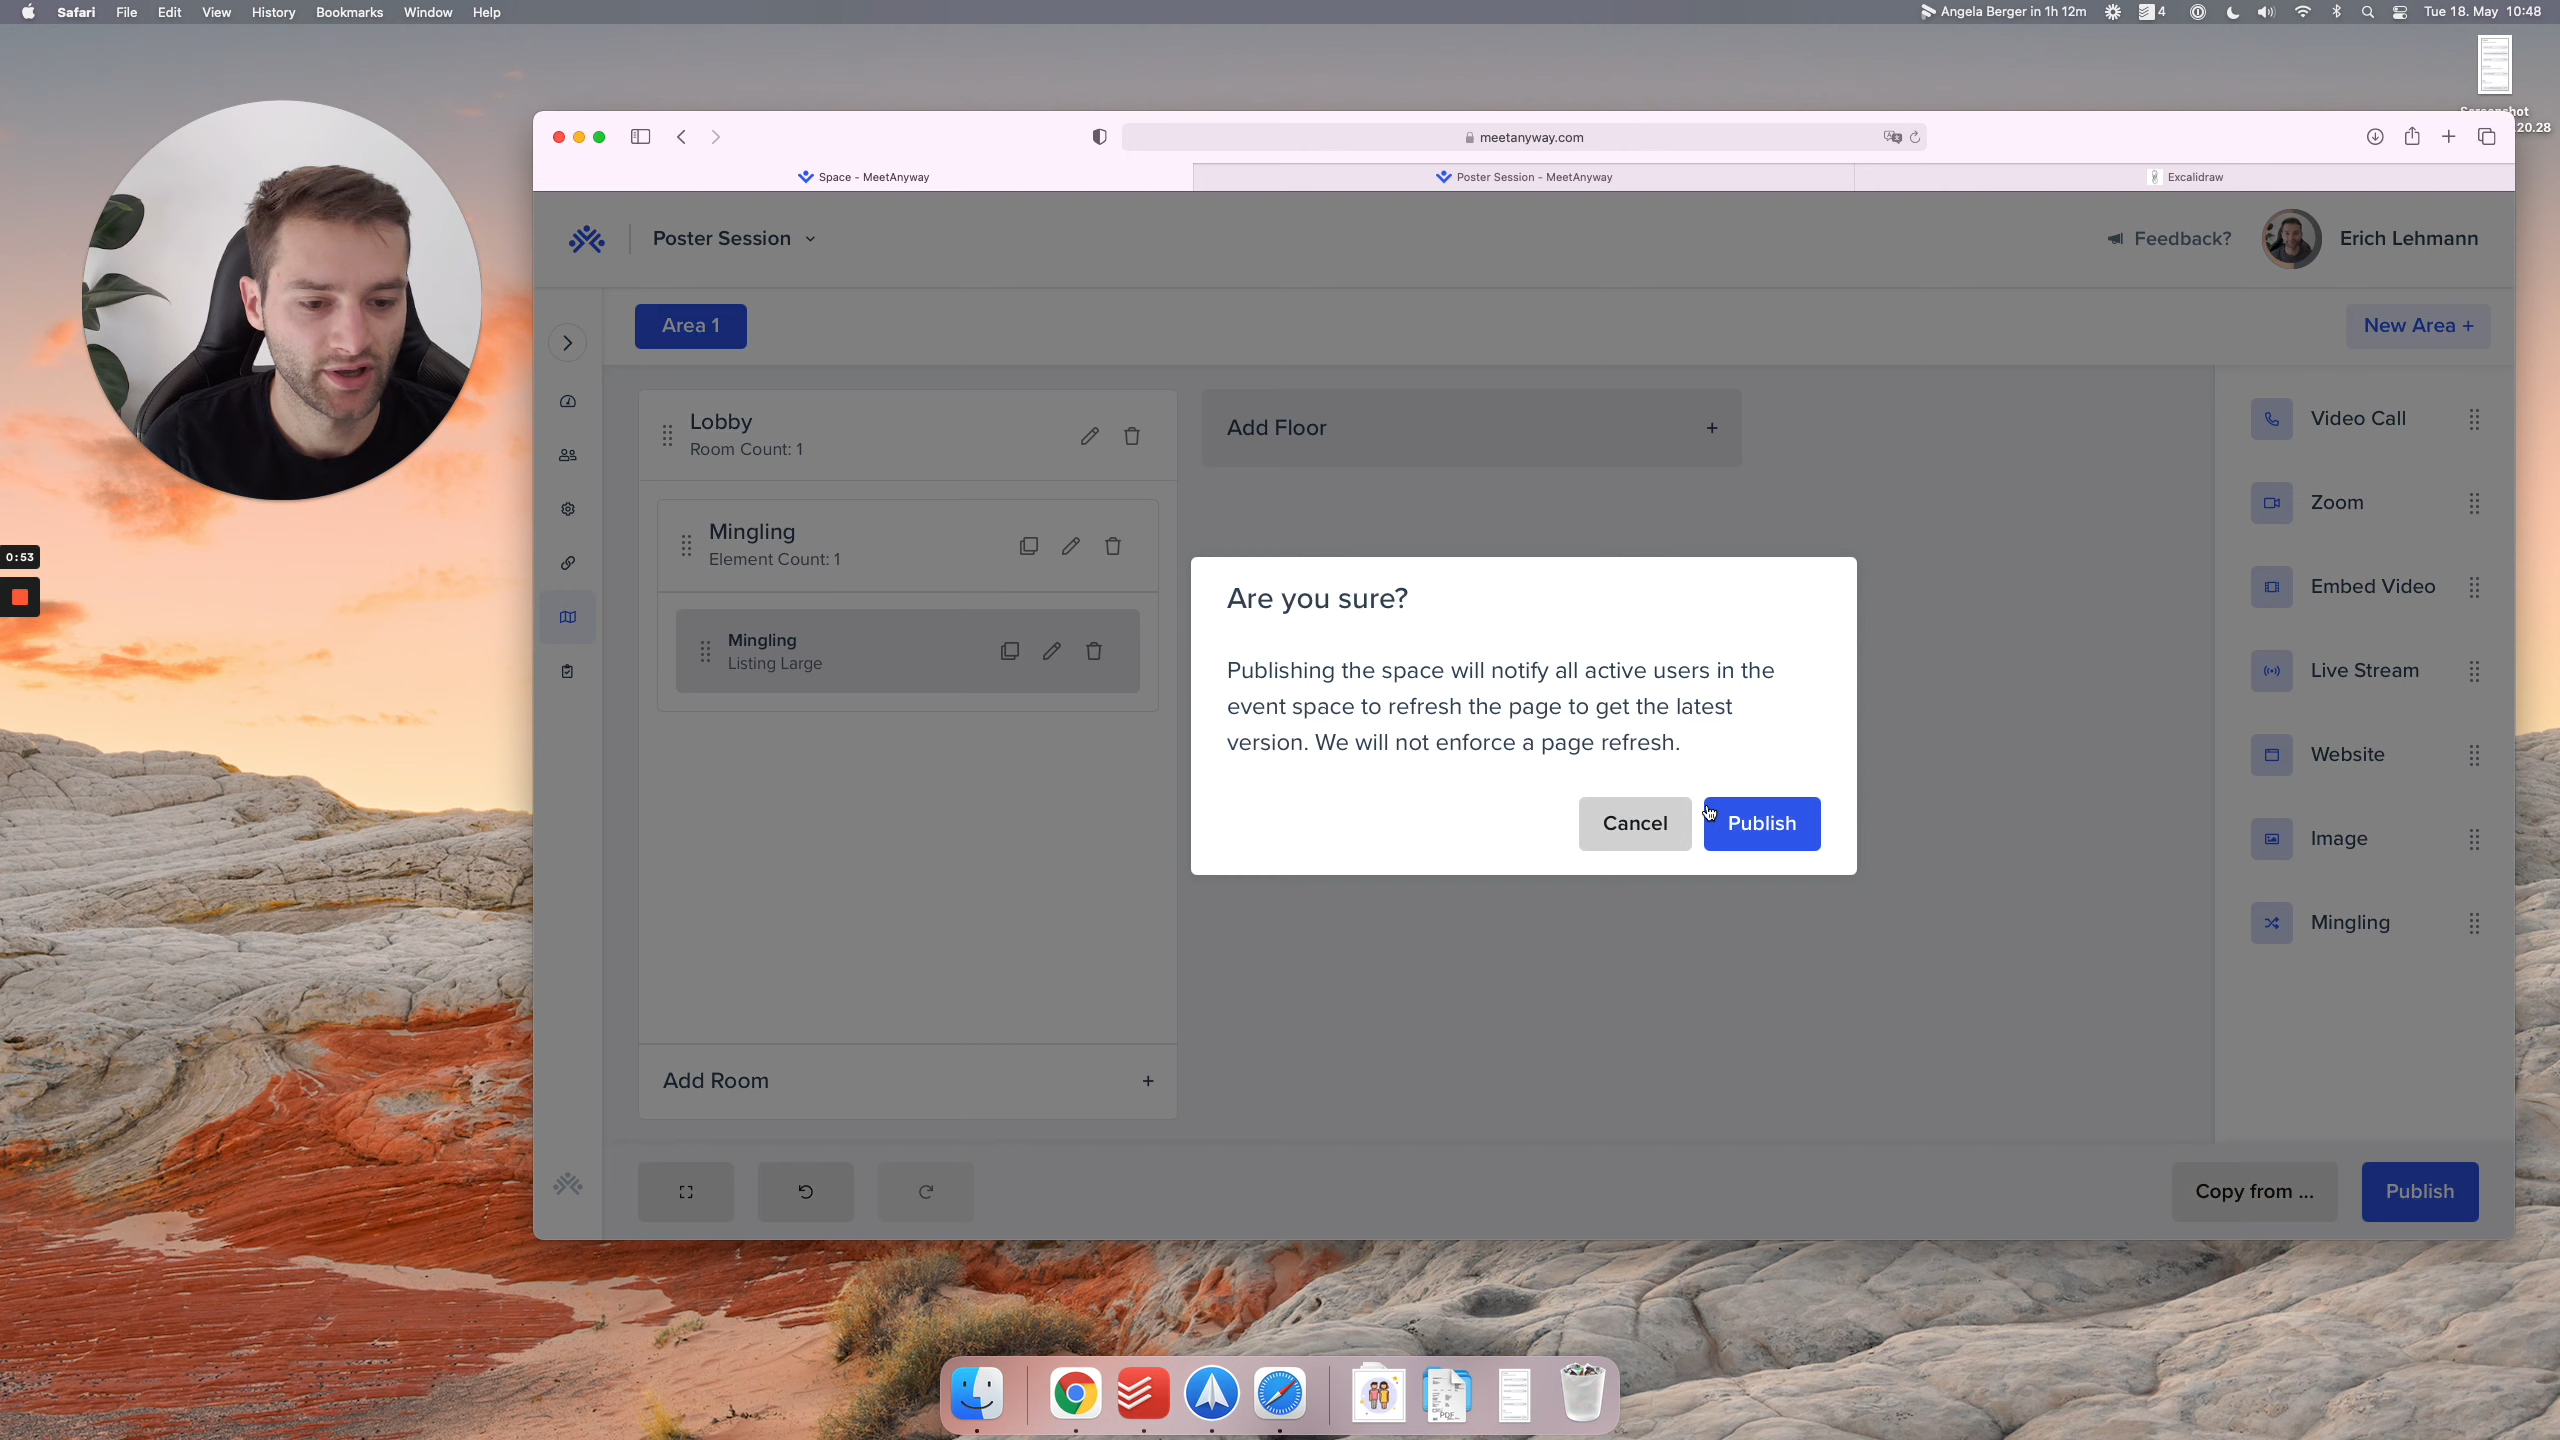 Safari File Edit View History Bookmarks Window Help
Angela Berger in 1h 12m
4
Tue 18. May 10:48
20.28
meetanyway.com
Space - MeetAnyway
Poster Session - MeetAnyway
Excalidraw
Poster Session
Feedback?
Erich Lehmann
Area 1
New Area +
Lobby
Room Count: 1
Add Floor +
Mingling
Element Count: 1
Mingling
Listing Large
0:53
Are you sure?
Publishing the space will notify all active users in the
event space to refresh the page to get the latest
version. We will not enforce a page refresh.
Cancel
Publish
Video Call
Zoom
Embed Video
Live Stream
Website
Image
Mingling
Add Room +
Copy from ...
Publish
PDF